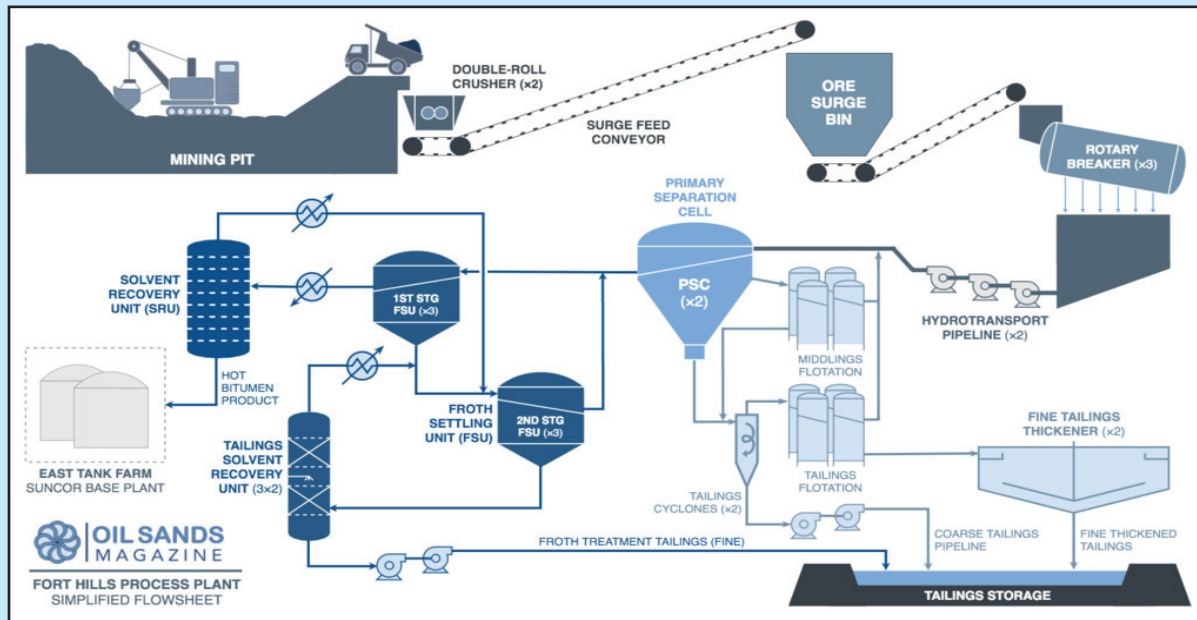 DOUBLE-ROLL
CRUSHER (×2)
MINING PIT
SURGE FEED
CONVEYOR
ORE
SURGE
BIN
ROTARY
BREAKER (×3)
PRIMARY
SEPARATION
CELL
PSC
(×2)
HYDROTRANSPORT
PIPELINE (×2)
MIDDLINGS
FLOTATION
SOLVENT
RECOVERY
UNIT (SRU)
1ST STG
FSU (×3)
HOT
BITUMEN
PRODUCT
FROTH
SETTLING
UNIT (FSU)
2ND STG
FSU (×3)
TAILINGS
SOLVENT
RECOVERY
UNIT (3×2)
EAST TANK FARM
SUNCOR BASE PLANT
FINE TAILINGS
THICKENER (×2)
TAILINGS
FLOTATION
TAILINGS
CYCLONES (×2)
COARSE TAILINGS
PIPELINE
FINE THICKENED
TAILINGS
FROTH TREATMENT TAILINGS (FINE)
TAILINGS STORAGE
OIL SANDS
MAGAZINE
FORT HILLS PROCESS PLANT
SIMPLIFIED FLOWSHEET